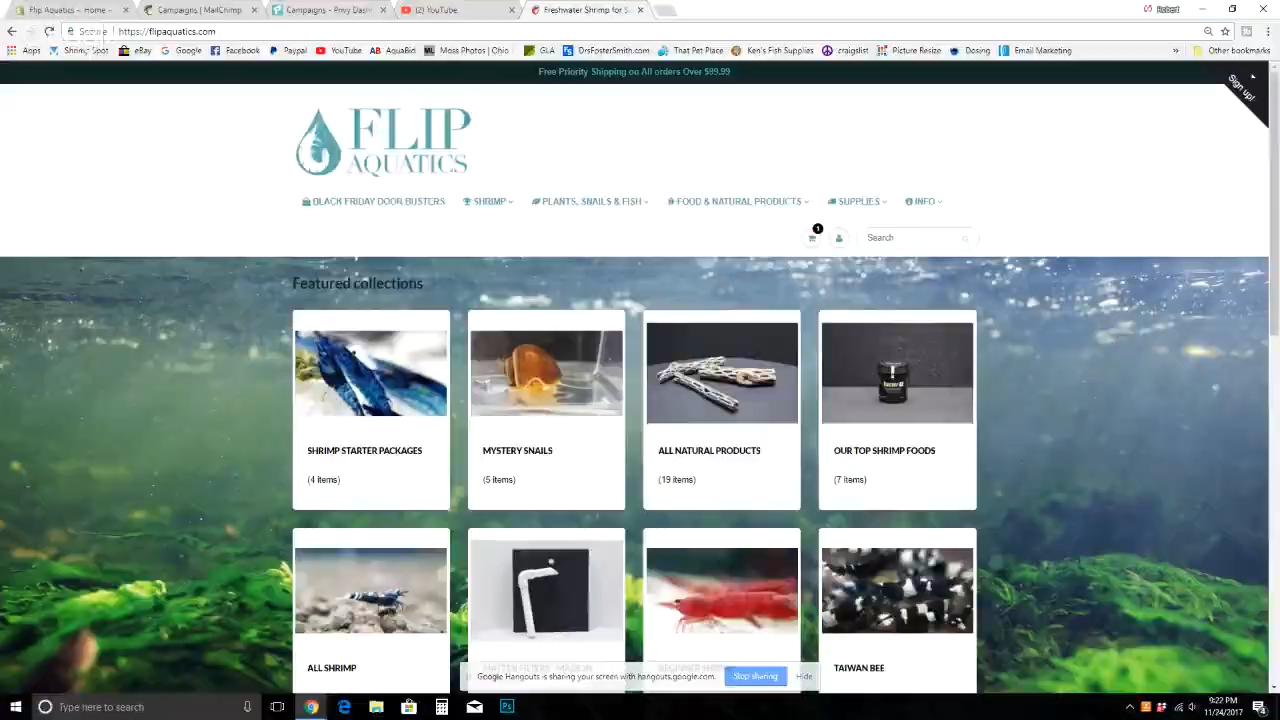 Flip Aquatics - Home -
Campaigns | MailChimp
Campaigns - Privy Dash
(2) YouTube
Freshwater Shrimp for S
Robert
Secure
https://flipaquatics.com
Apps
Shrimp Spot
eBay
Google
Facebook
Paypal
YouTube
AquaBid
Moss Photos | Ohio
GLA
DrsFosterSmith.com
That Pet Place
Ken's Fish Supplies
craigslist
Picture Resize
Dosing
Email Marketing
Other bookmarks
Free Priority Shipping on All orders Over $99.99
Sign up!
FLIP
AQUATICS
BLACK FRIDAY DOOR BUSTERS
SHRIMP
PLANTS, SNAILS & FISH
FOOD & NATURAL PRODUCTS
SUPPLIES
INFO
1
Search
Featured collections
SHRIMP STARTER PACKAGES
MYSTERY SNAILS
ALL NATURAL PRODUCTS
OUR TOP SHRIMP FOODS
(4 items)
(5 items)
(19 items)
(7 items)
ALL SHRIMP
TAIWAN BEE
Google Hangouts is sharing your screen with hangouts.google.com.
Stop sharing
Hide
Type here to search
9:22 PM
11/24/2017